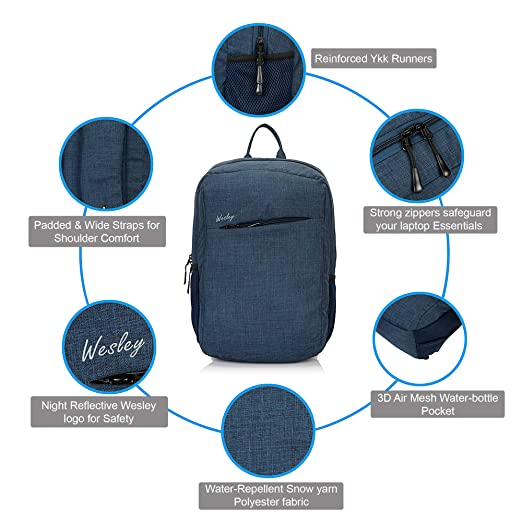 Reinforced Ykk Runners
Padded & Wide Straps for
Shoulder Comfort
Strong zippers safeguard
your laptop Essentials
Wesley
Wesley
Night Reflective Wesley
logo for Safety
3D Air Mesh Water-bottle
Pocket
Water-Repellent Snow yarn
Polyester fabric